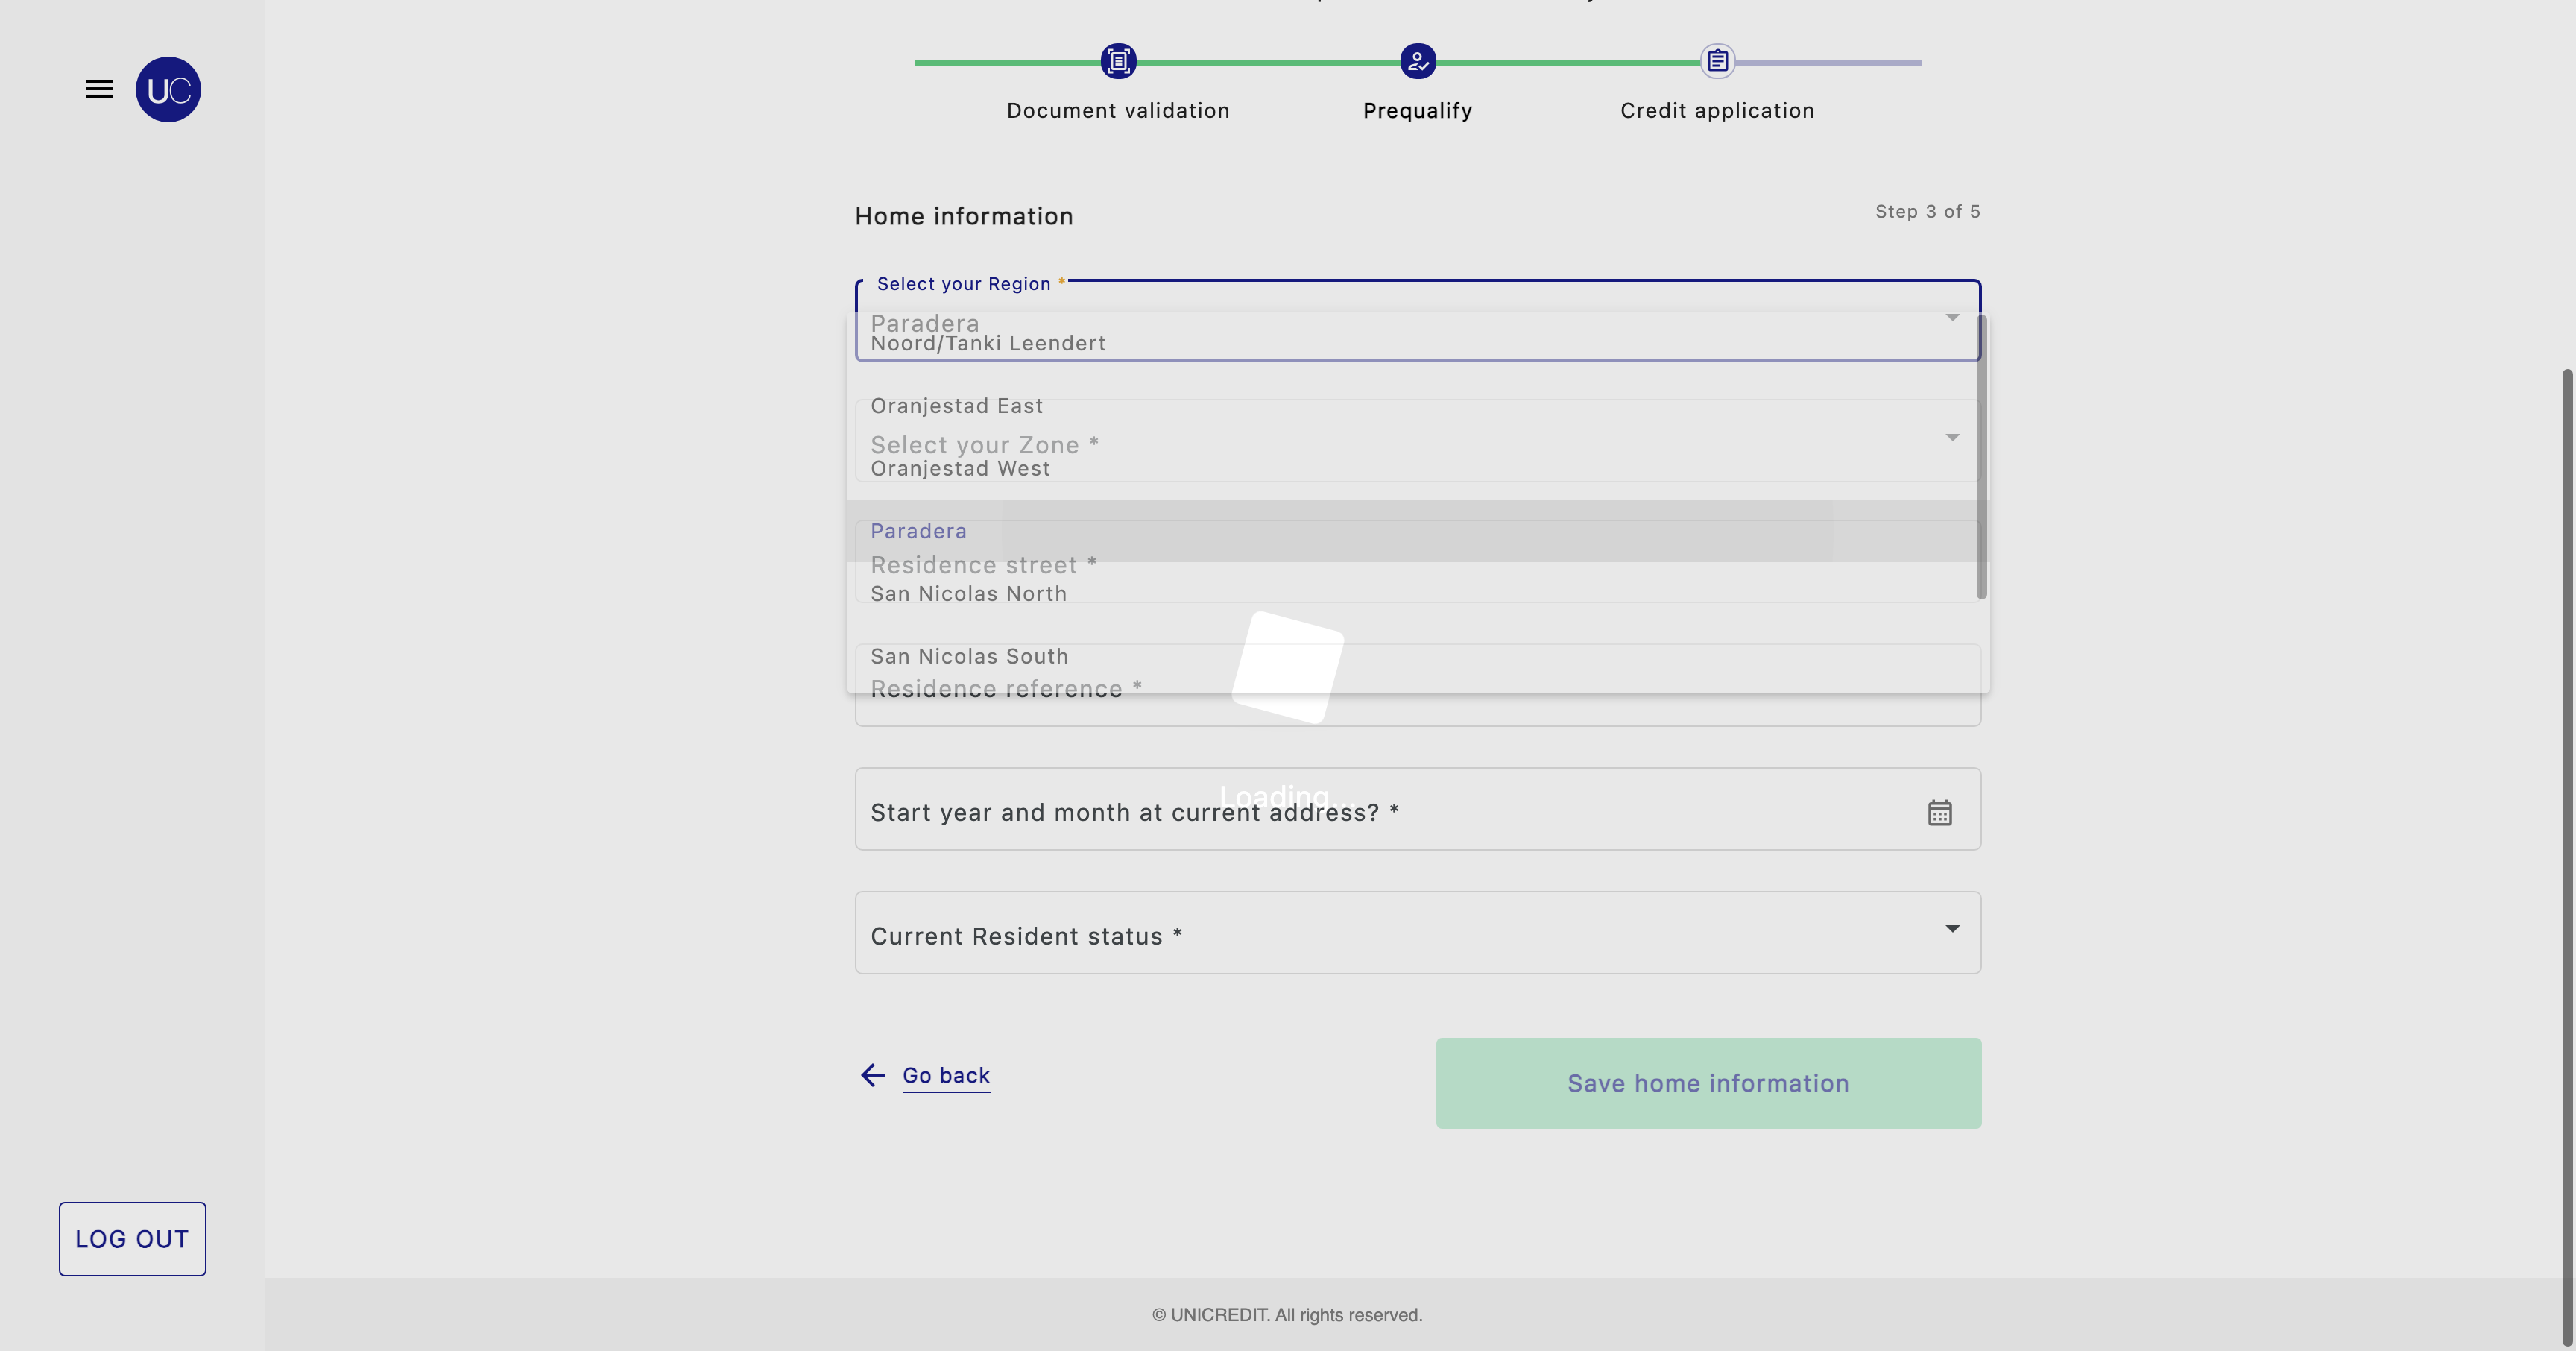 UC
Document validation
Prequalify
Credit application
Home information
Step 3 of 5
Select your Region *
Paradera
Noord/Tanki Leendert
Oranjestad East
Select your Zone *
Oranjestad West
Paradera
Residence street *
San Nicolas North
San Nicolas South
Residence reference *
Loading...
Start year and month at current address? *
Current Resident status *
Go back
Save home information
LOG OUT
© UNICREDIT. All rights reserved.